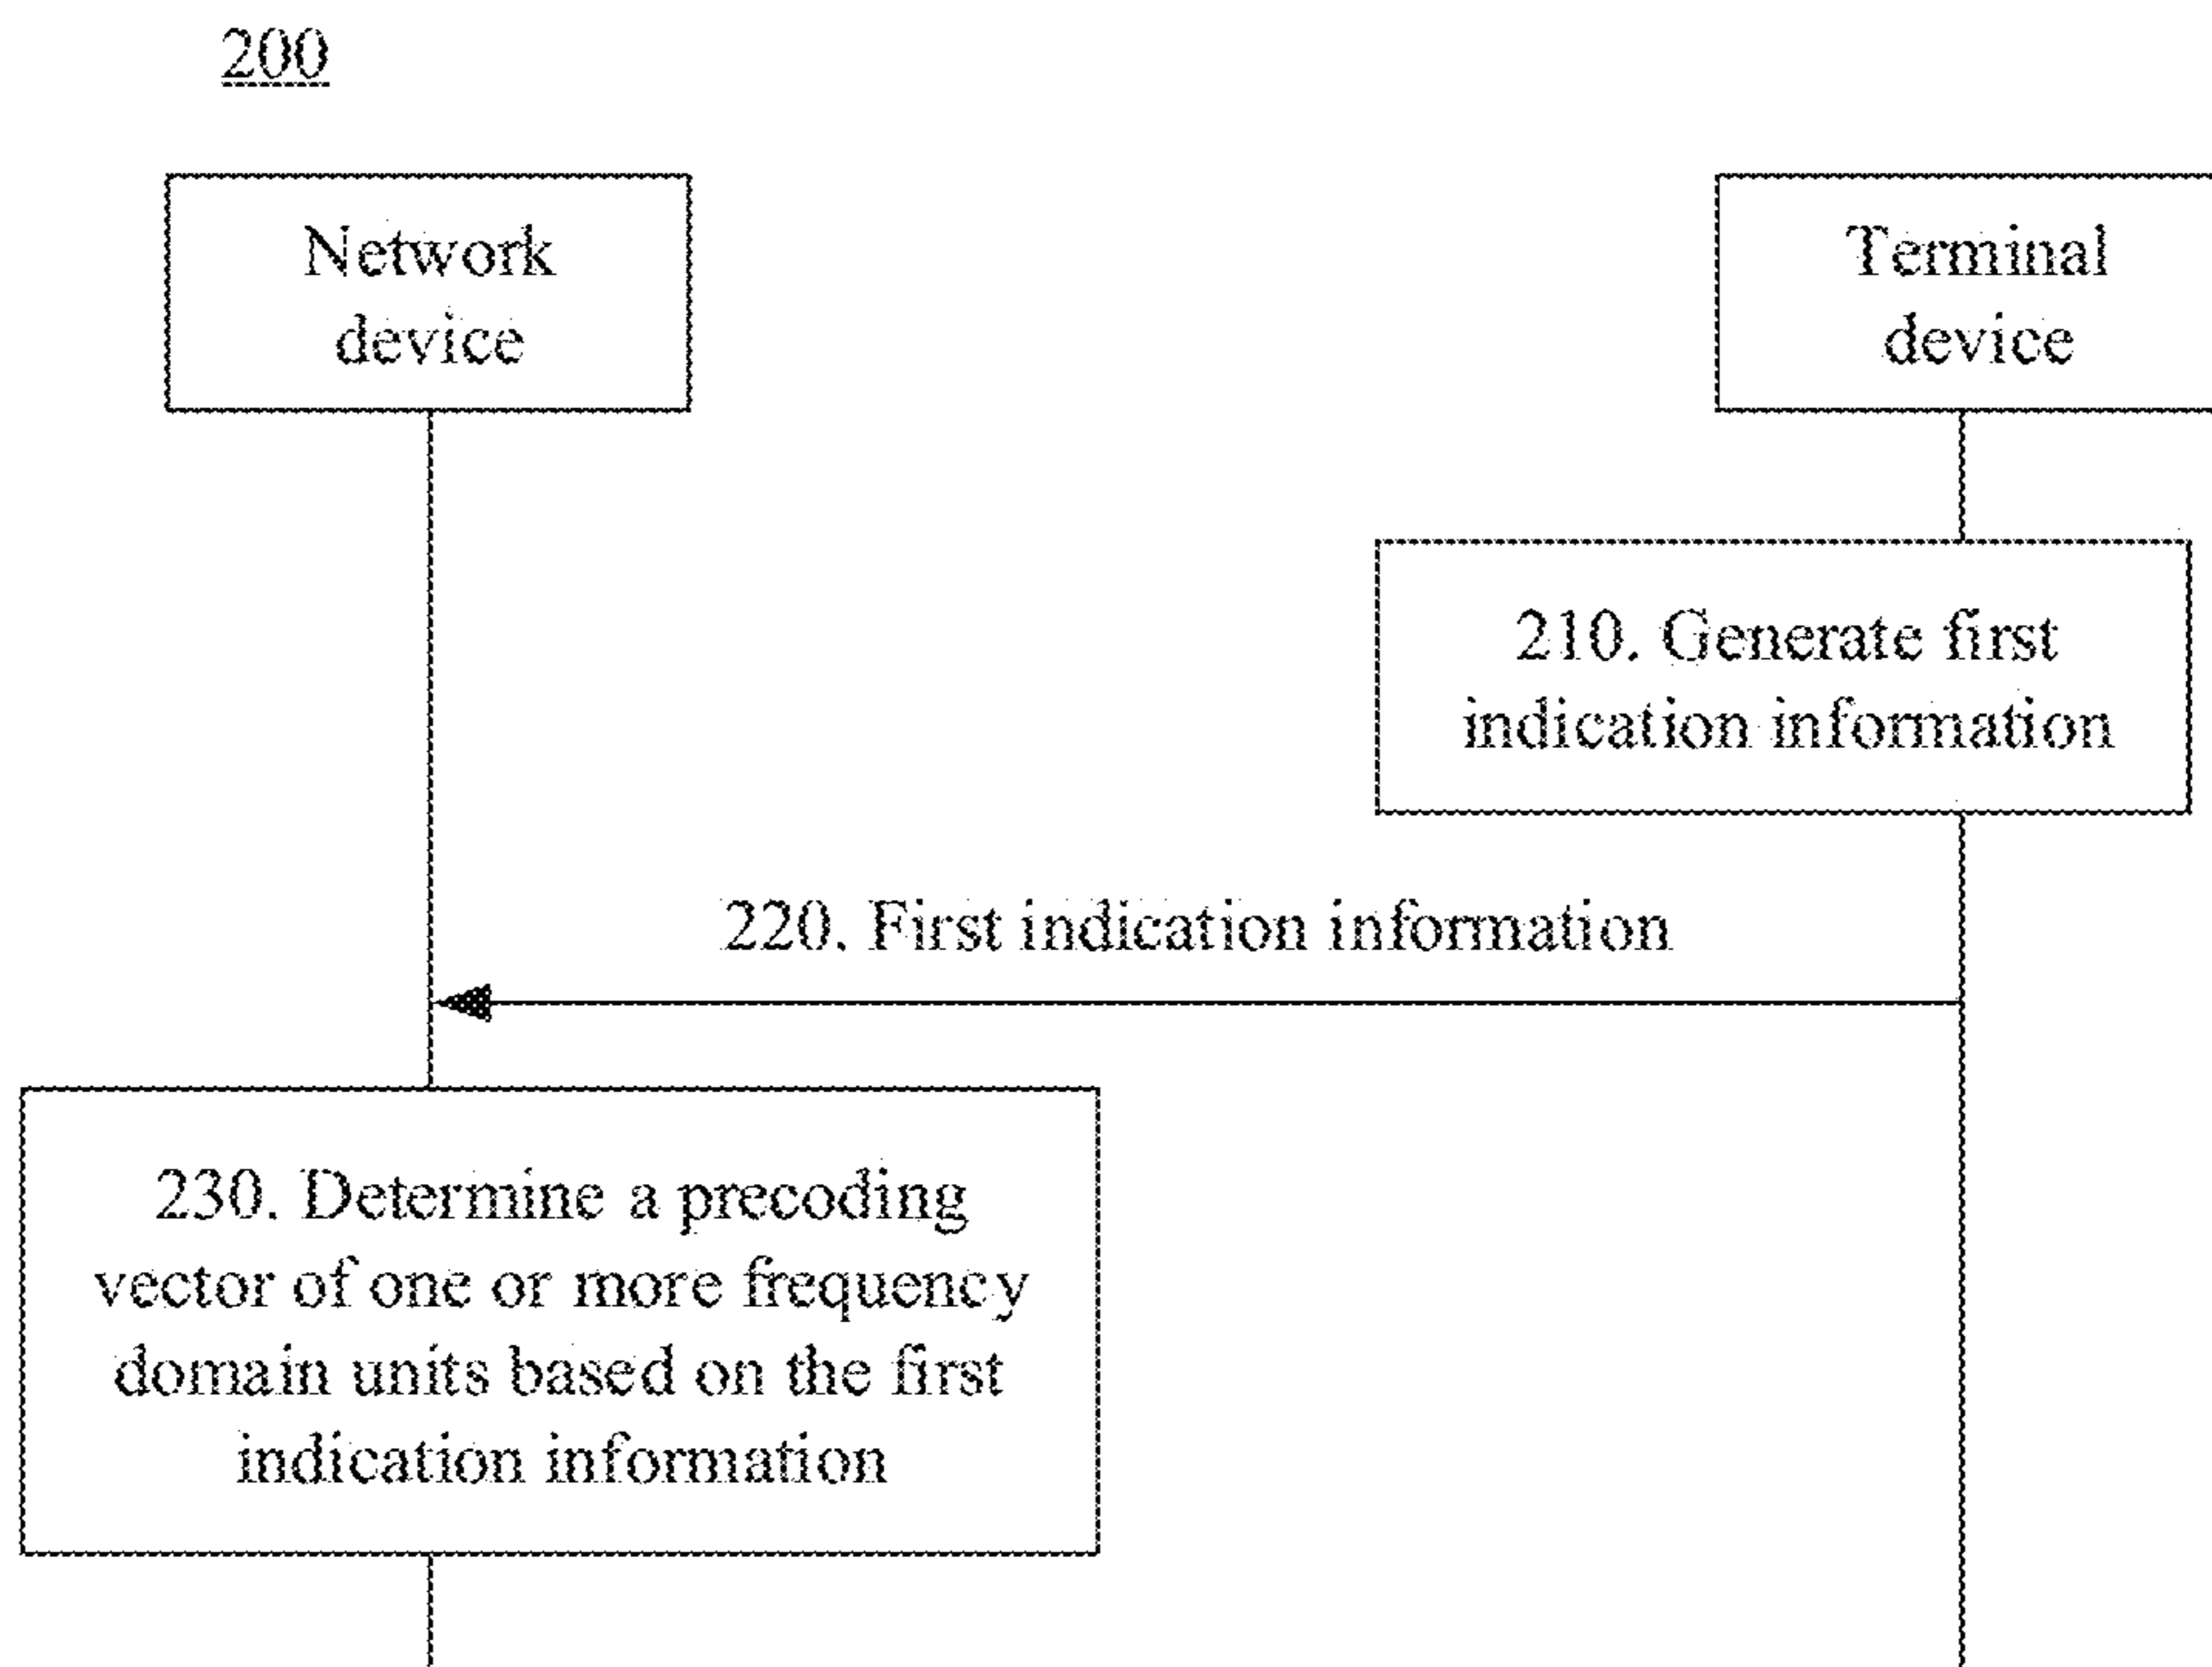 200
Network
device
Terminal
device
210. Generate first
indication information
220. First indication information
230. Determine a precoding
vector of one or more frequency
domain units based on the first
indication information